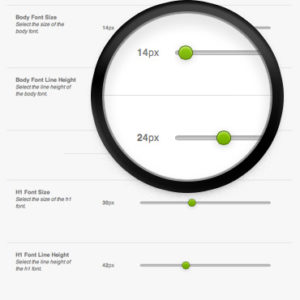 Body Font Size
Select the size of the
body font.
14px
14px
Body Font Line Height
Select the line height of
the body font.
24px
H1 Font Size
Select the size of the h1
font.
30px
H1 Font Line Height
Select the line height of
the h1 font.
42px